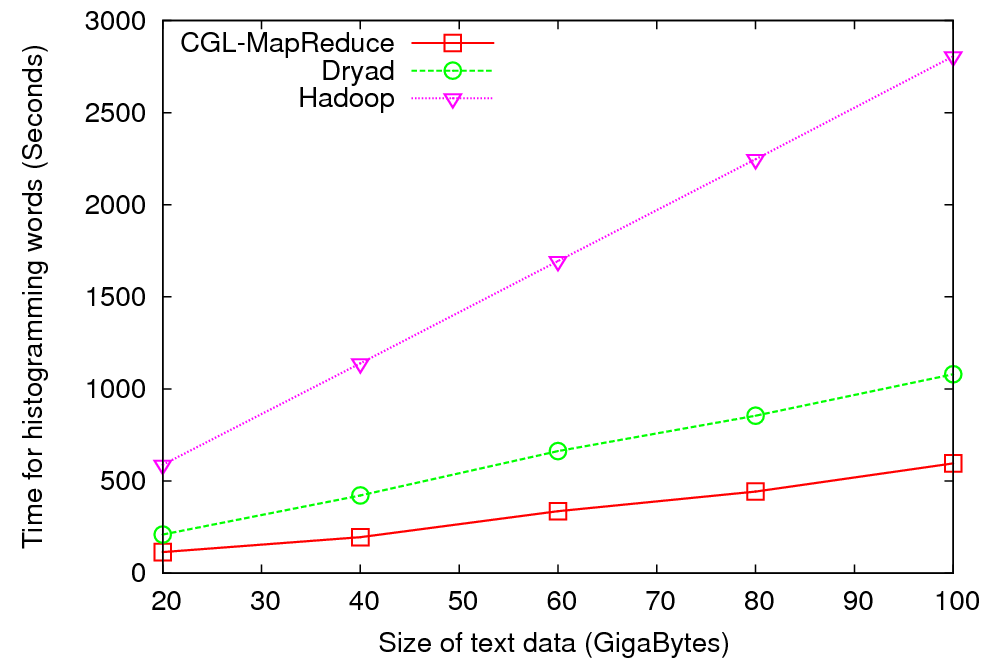 3000
2500
2000
1500
1000
500
0
Time for histogramming words (Seconds)
CGL-MapReduce
Dryad
Hadoop
20 30 40 50 60 70 80 90 100
Size of text data (GigaBytes)